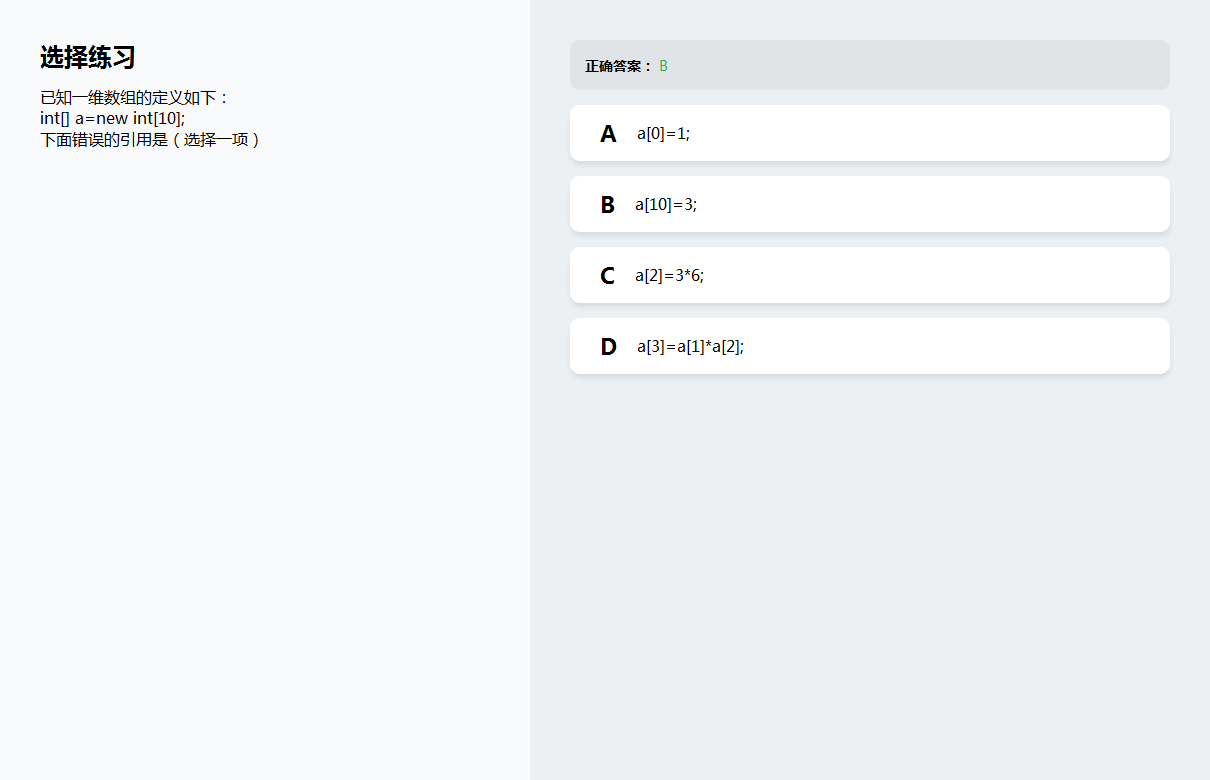 选择练习
已知一维数组的定义如下：
int[] a=new int[10];
下面错误的引用是（选择一项）
正确答案： B
A a[0]=1;
B a[10]=3;
C a[2]=3*6;
D a[3]=a[1]*a[2];